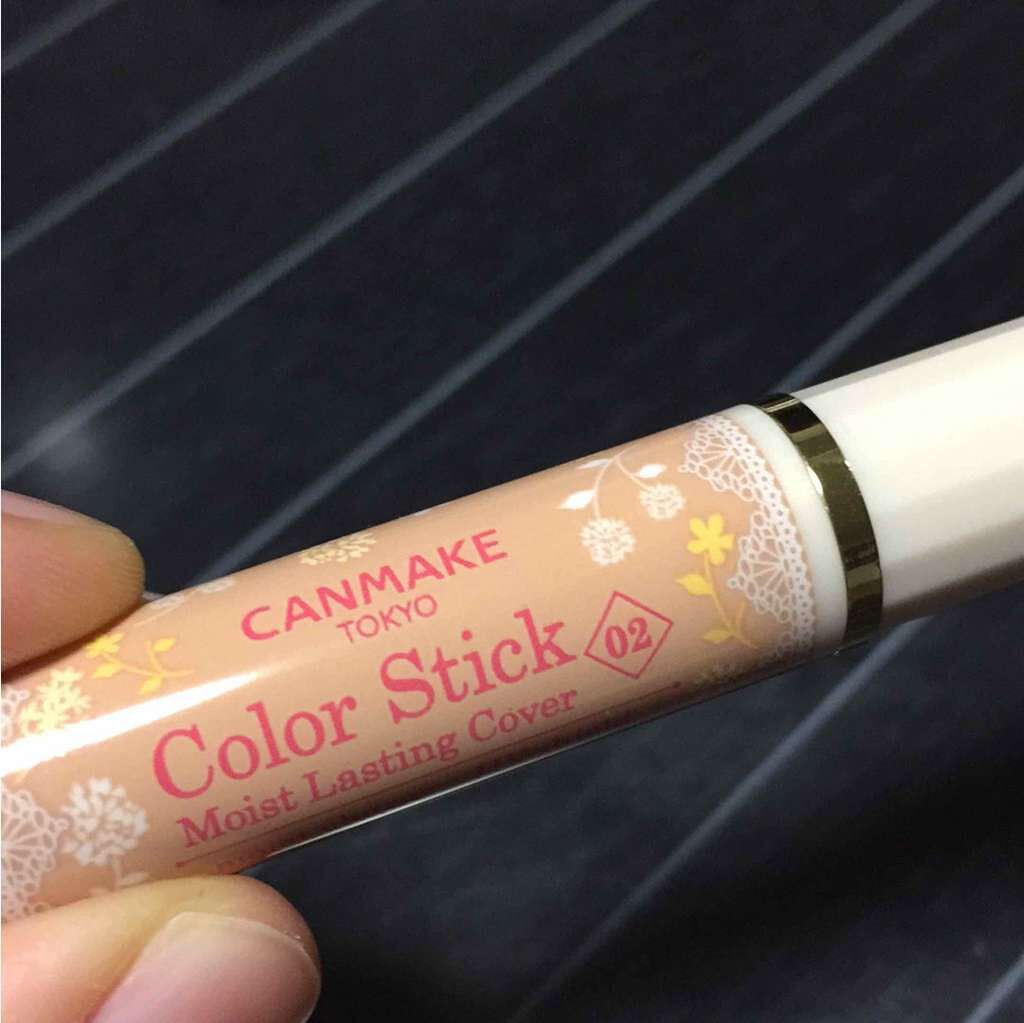 CANMAKE
TOKYO
Color Stick 02
Moist Lasting Cover